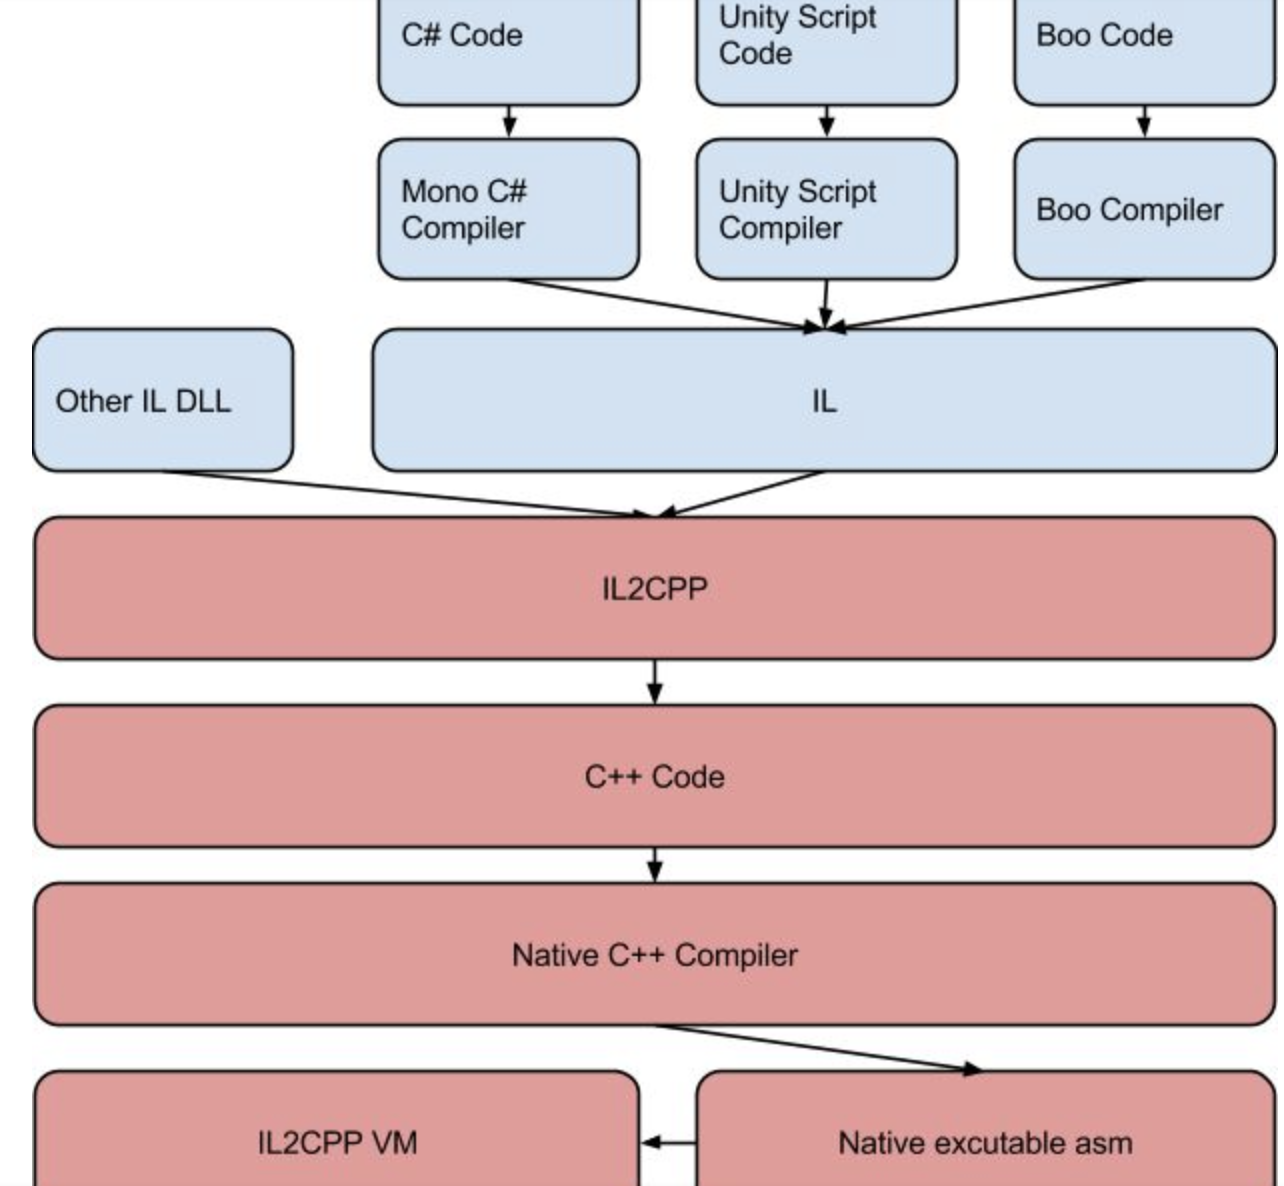 C# Code
Unity Script
Code
Boo Code
Mono C#
Compiler
Unity Script
Compiler
Boo Compiler
Other IL DLL
IL
IL2CPP
C++ Code
Native C++ Compiler
IL2CPP VM
Native excutable asm